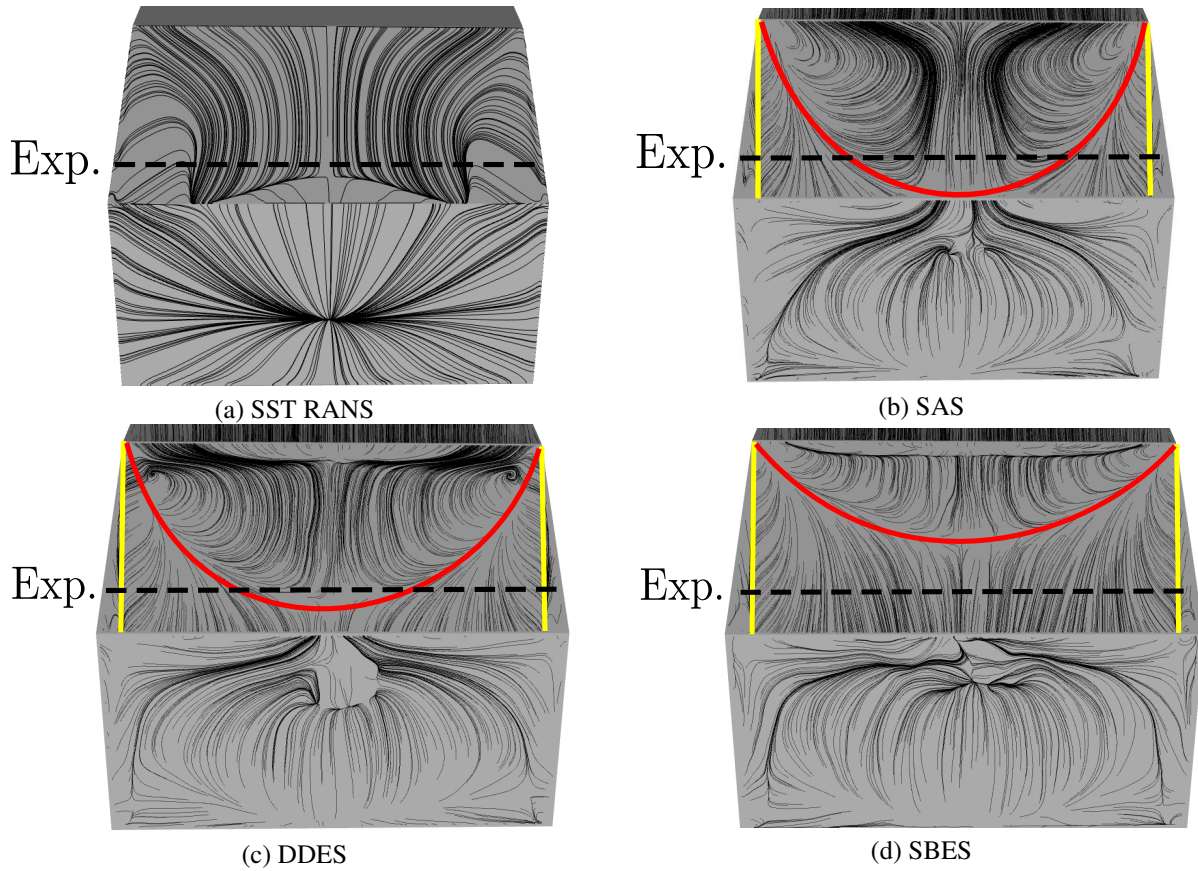 Exp.
Exp.
(a) SST RANS
(b) SAS
Exp.
Exp.
(c) DDES
(d) SBES